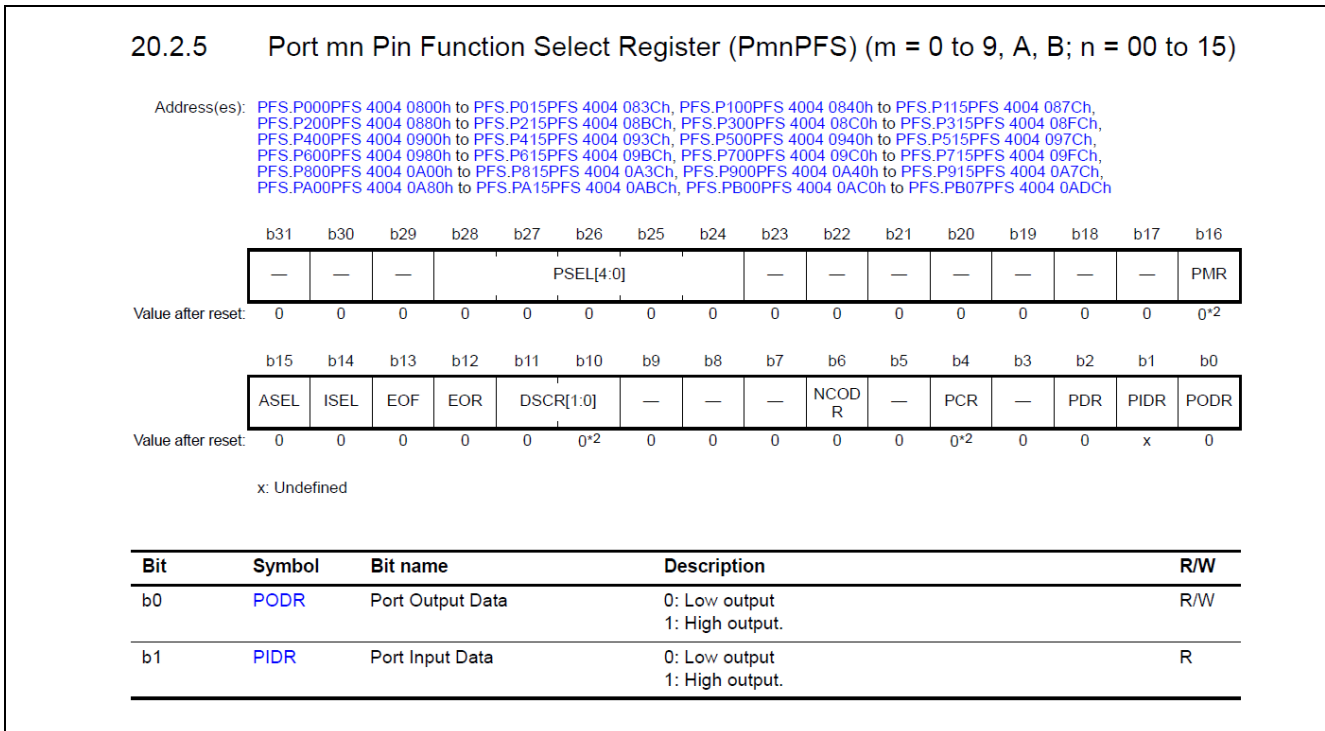 20.2.5 Port mn Pin Function Select Register (PmnPFS) (m = 0 to 9, A, B; n = 00 to 15)
Address(es): PFS.P000PFS 4004 0800h to PFS.P015PFS 4004 083Ch, PFS.P100PFS 4004 0840h to PFS.P115PFS 4004 087Ch,
PFS.P200PFS 4004 0880h to PFS.P215PFS 4004 08BCh, PFS.P300PFS 4004 08C0h to PFS.P315PFS 4004 08FCh,
PFS.P400PFS 4004 0900h to PFS.P415PFS 4004 093Ch, PFS.P500PFS 4004 0940h to PFS.P515PFS 4004 097Ch,
PFS.P600PFS 4004 0980h to PFS.P615PFS 4004 09BCh, PFS.P700PFS 4004 09C0h to PFS.P715PFS 4004 09FCh,
PFS.P800PFS 4004 0A00h to PFS.P815PFS 4004 0A3Ch, PFS.P900PFS 4004 0A40h to PFS.P915PFS 4004 0A7Ch,
PFS.PA00PFS 4004 0A80h to PFS.PA15PFS 4004 0ABCh, PFS.PB00PFS 4004 0AC0h to PFS.PB07PFS 4004 0ADCh
b31 b30 b29 b28 b27 b26 b25 b24 b23 b22 b21 b20 b19 b18 b17 b16
— — — PSEL[4:0] — — — — — — — PMR
Value after reset: 0 0 0 0 0 0 0 0 0 0 0 0 0 0 0 0*2
b15 b14 b13 b12 b11 b10 b9 b8 b7 b6 b5 b4 b3 b2 b1 b0
ASEL ISEL EOF EOR DSCR[1:0] — — — NCOD
R — PCR — PDR PIDR PODR
Value after reset: 0 0 0 0 0 0*2 0 0 0 0 0 0*2 0 0 x 0
x: Undefined
Bit Symbol Bit name Description R/W
b0 PODR Port Output Data 0: Low output R/W
1: High output.
b1 PIDR Port Input Data 0: Low output R
1: High output.